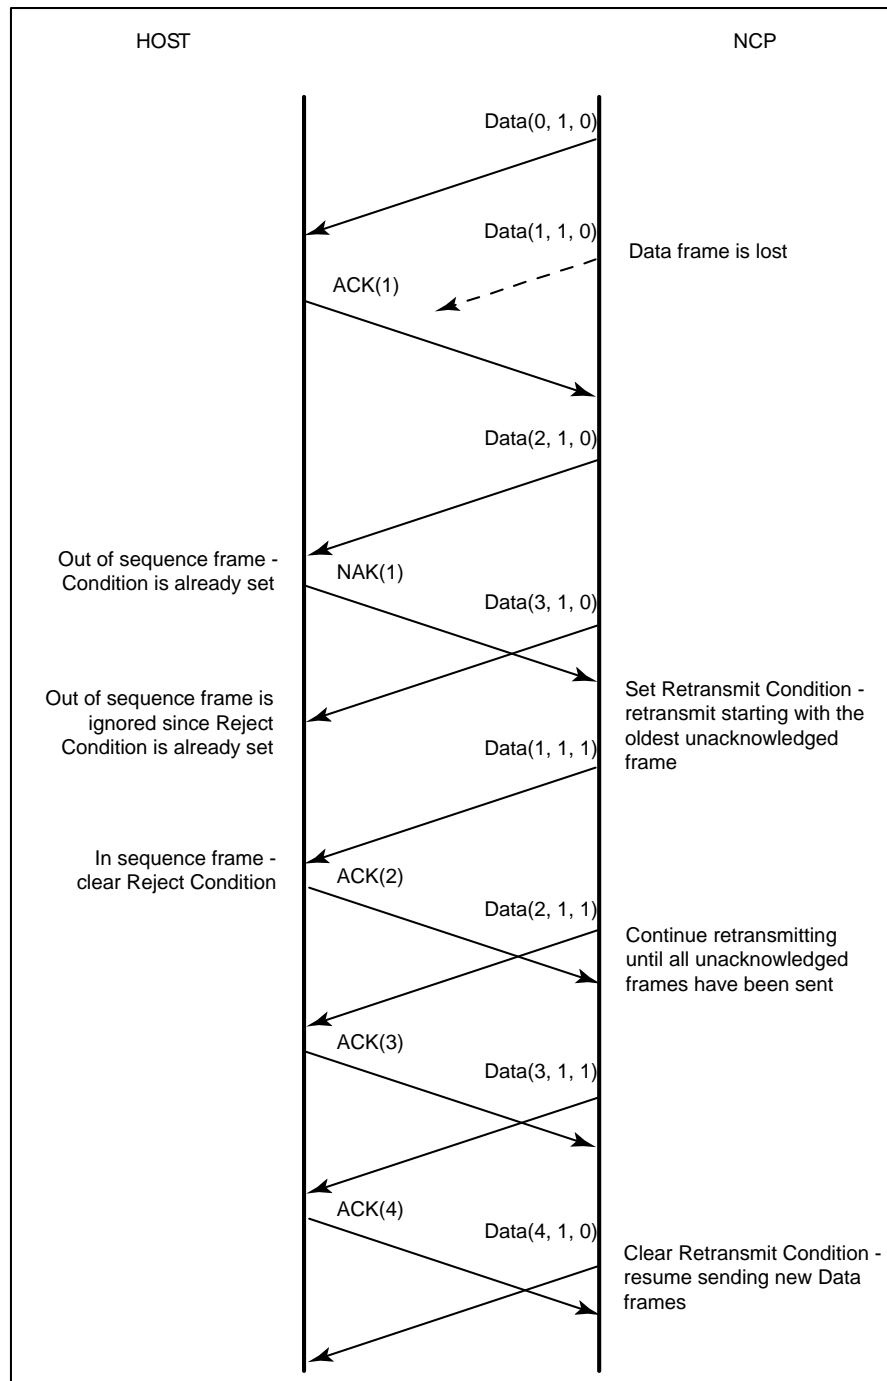 HOST
NCP
Data(0, 1, 0)
Data(1, 1, 0)
Data frame is lost
ACK(1)
Data(2, 1, 0)
Out of sequence frame -
Condition is already set
NAK(1)
Data(3, 1, 0)
Out of sequence frame is
ignored since Reject
Condition is already set
Set Retransmit Condition -
retransmit starting with the
oldest unacknowledged
frame
Data(1, 1, 1)
In sequence frame -
clear Reject Condition
ACK(2)
Data(2, 1, 1)
Continue retransmitting
until all unacknowledged
frames have been sent
ACK(3)
Data(3, 1, 1)
ACK(4)
Data(4, 1, 0)
Clear Retransmit Condition -
resume sending new Data
frames